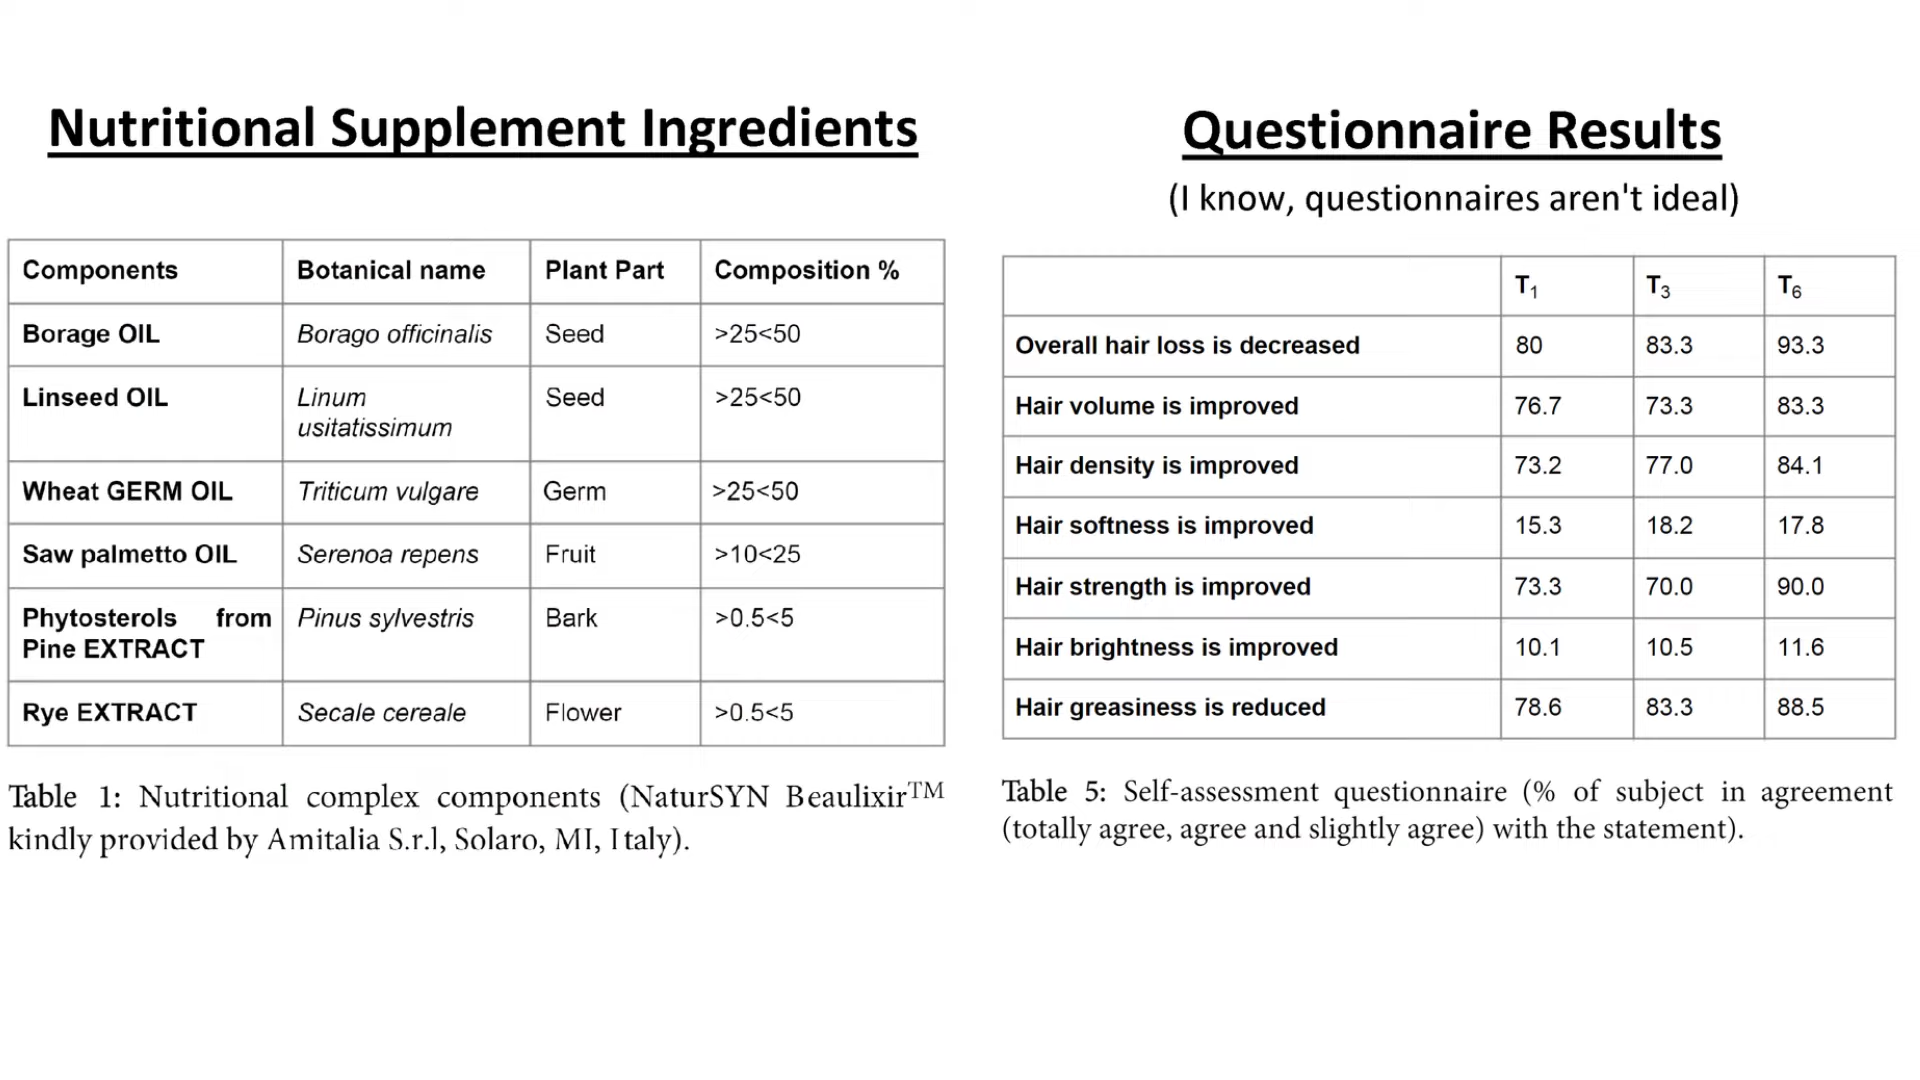 Nutritional Supplement Ingredients
Components Botanical name Plant Part Composition %
Borage OIL Borago officinalis Seed >25<50
Linseed OIL Linum usitatissimum Seed >25<50
Wheat GERM OIL Triticum vulgare Germ >25<50
Saw palmetto OIL Serenoa repens Fruit >10<25
Phytosterols from Pine EXTRACT Pinus sylvestris Bark >0.5<5
Rye EXTRACT Secale cereale Flower >0.5<5
Table 1: Nutritional complex components (NaturSYN Beaulixir™
kindly provided by Amitalia S.r.l, Solaro, MI, Italy).
Questionnaire Results
(I know, questionnaires aren't ideal)
T1 T3 T6
Overall hair loss is decreased 80 83.3 93.3
Hair volume is improved 76.7 73.3 83.3
Hair density is improved 73.2 77.0 84.1
Hair softness is improved 15.3 18.2 17.8
Hair strength is improved 73.3 70.0 90.0
Hair brightness is improved 10.1 10.5 11.6
Hair greasiness is reduced 78.6 83.3 88.5
Table 5: Self-assessment questionnaire (% of subject in agreement
(totally agree, agree and slightly agree) with the statement).